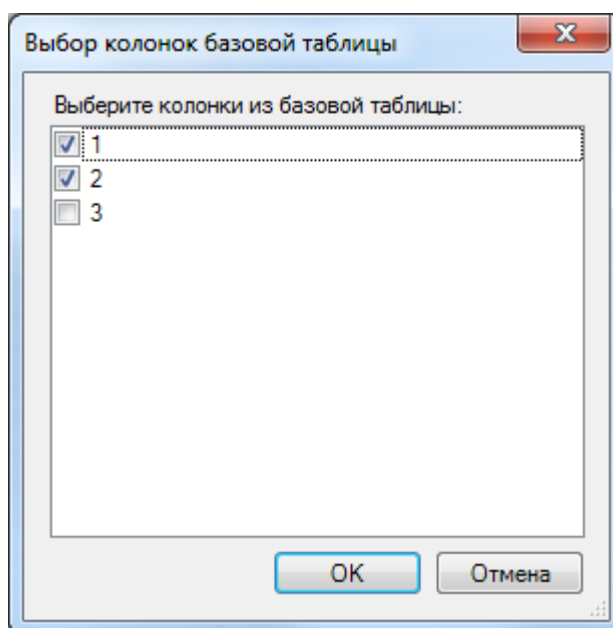 Выбор колонок базовой таблицы
Выберите колонки из базовой таблицы:
1
2
3
OK
Отмена